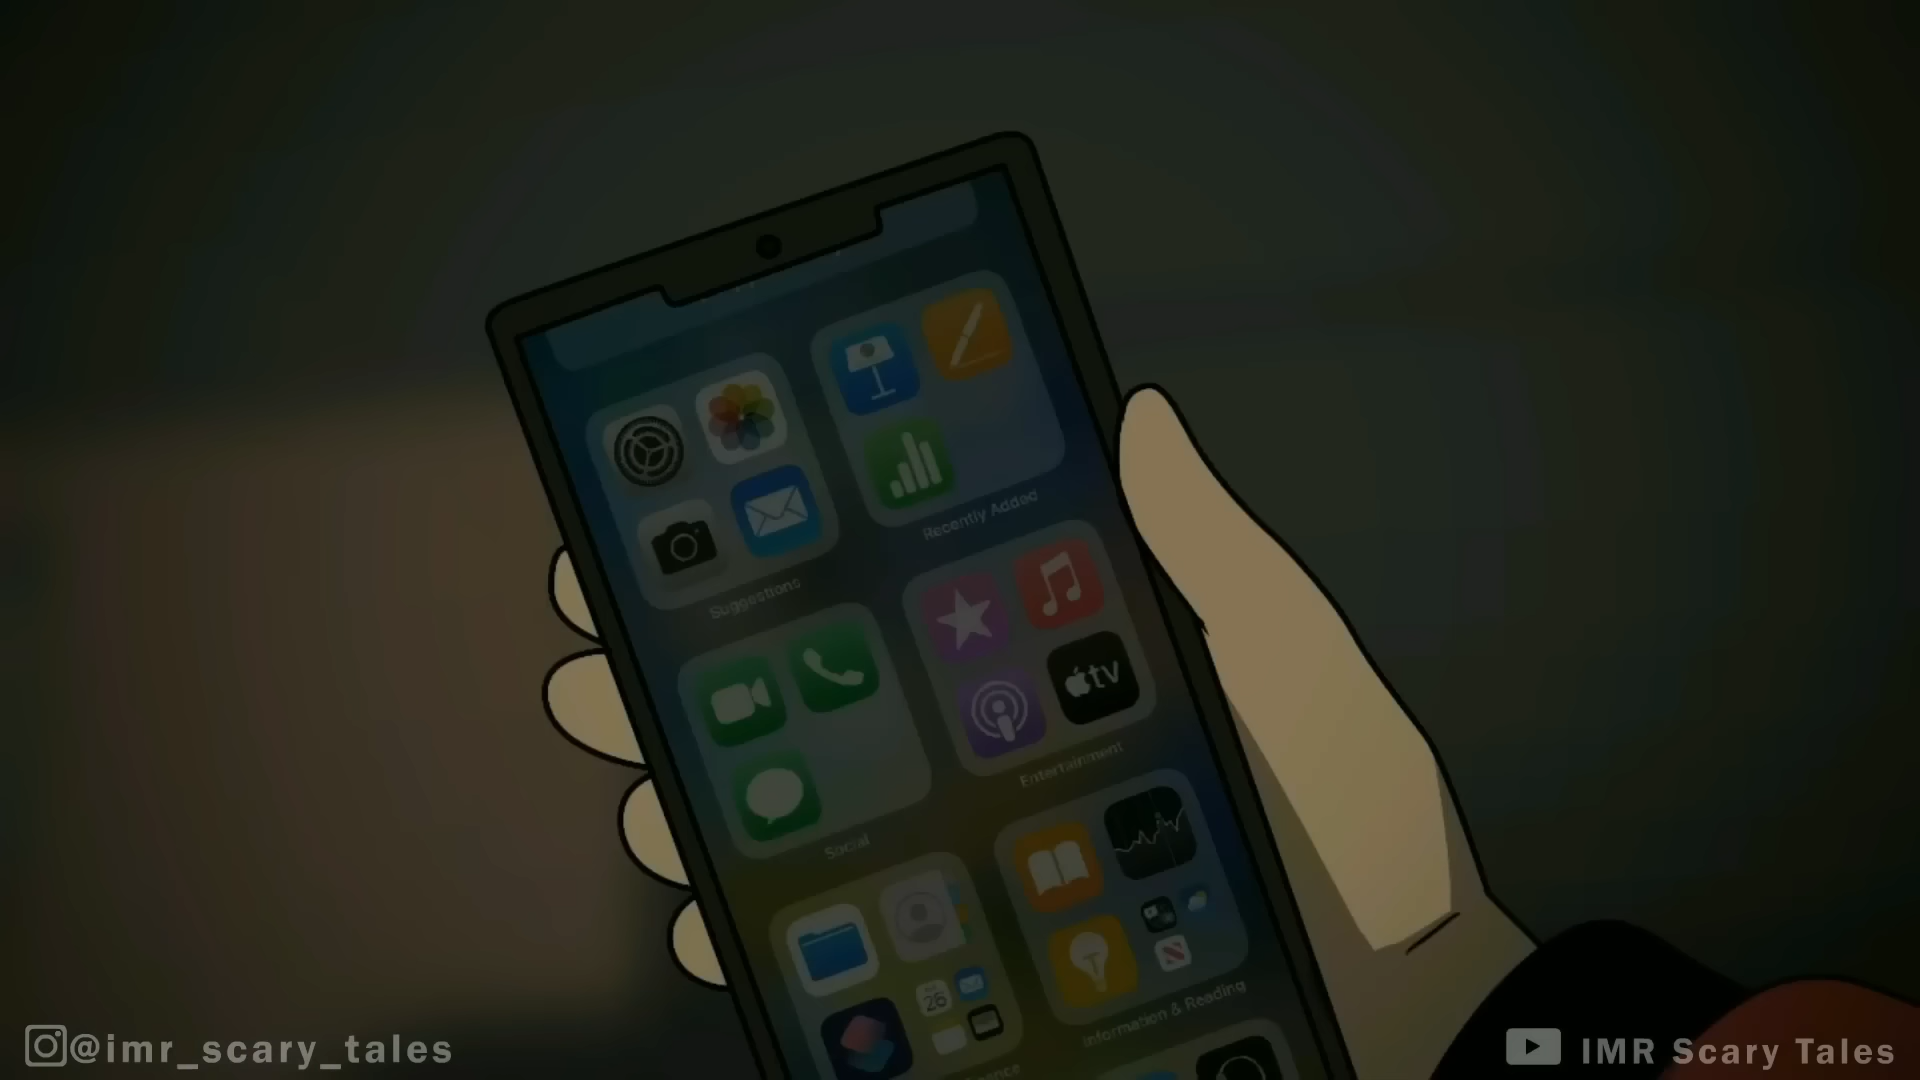 Recently Added
Suggestions
tv
Entertainment
Social
26
Information & Reading
@imr_scary_tales
IMR Scary Tales